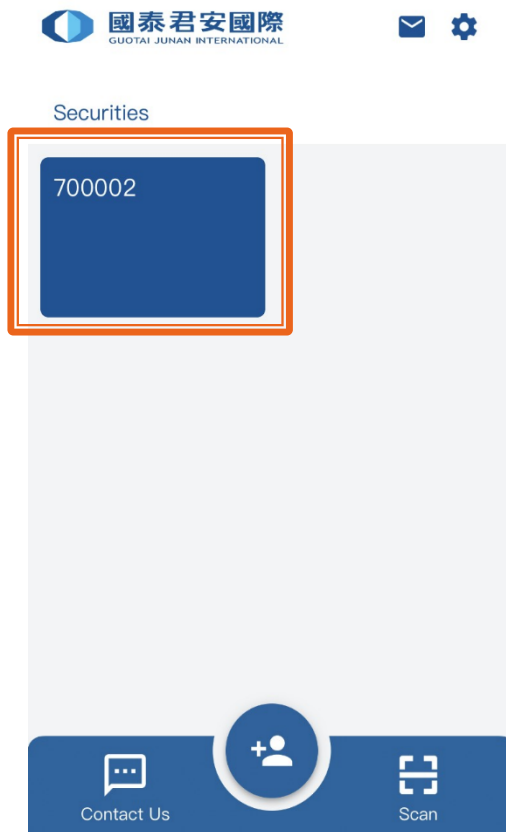 國泰君安國際
GUOTAI JUNAN INTERNATIONAL
Securities
700002
Contact Us
Scan